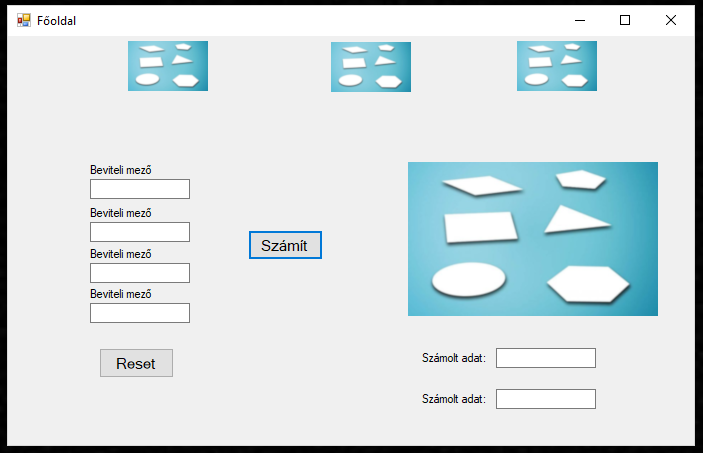 Főoldal
Beviteli mező
Beviteli mező
Beviteli mező
Beviteli mező
Számít
Reset
Számolt adat:
Számolt adat: